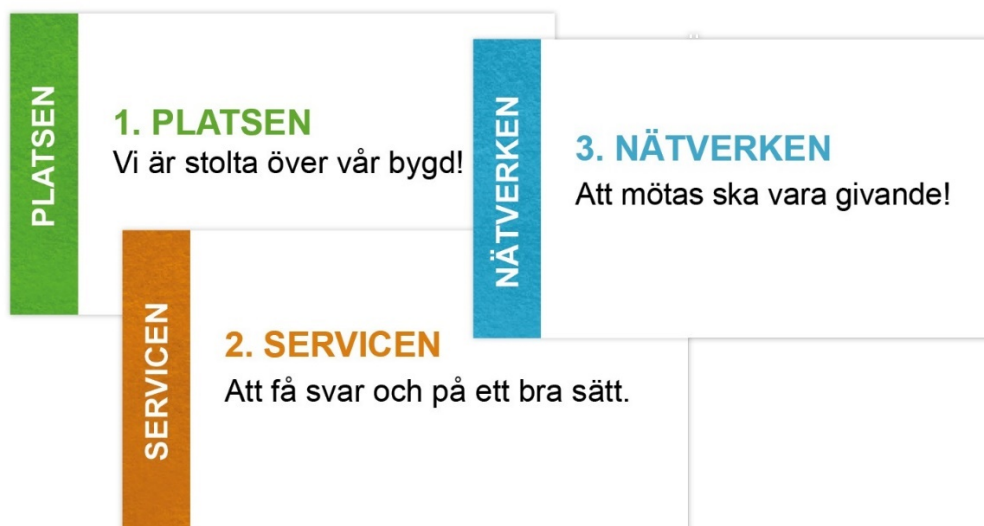 PLATSEN
1. PLATSEN
Vi är stolta över vår bygd!
SERVICEN
2. SERVICEN
Att få svar och på ett bra sätt.
NÄTVERKEN
3. NÄTVERKEN
Att mötas ska vara givande!